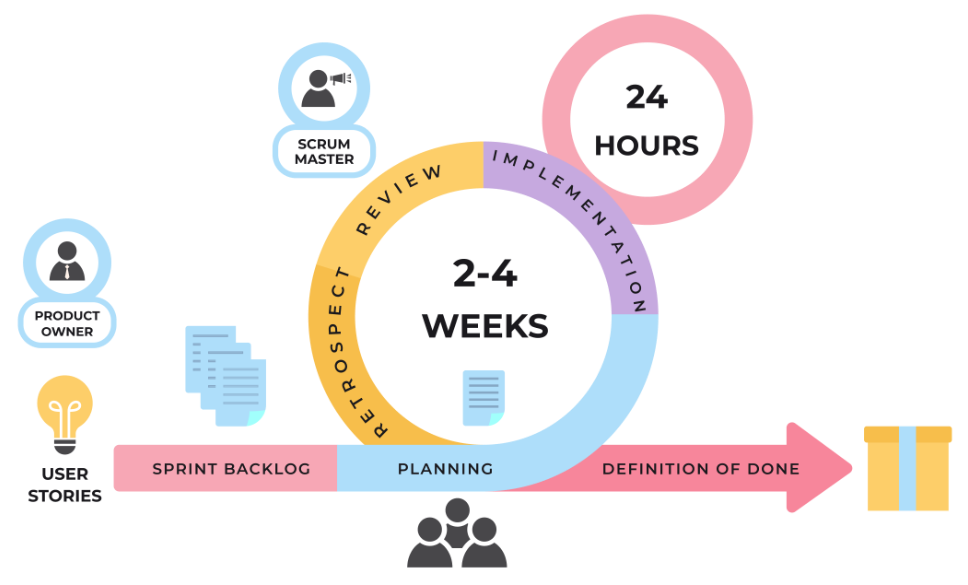 24
HOURS
SCRUM
MASTER
IMPLEMENTATION
REVIEW
RETROSPECT
2-4
WEEKS
PRODUCT
OWNER
USER
STORIES
SPRINT BACKLOG
PLANNING
DEFINITION OF DONE